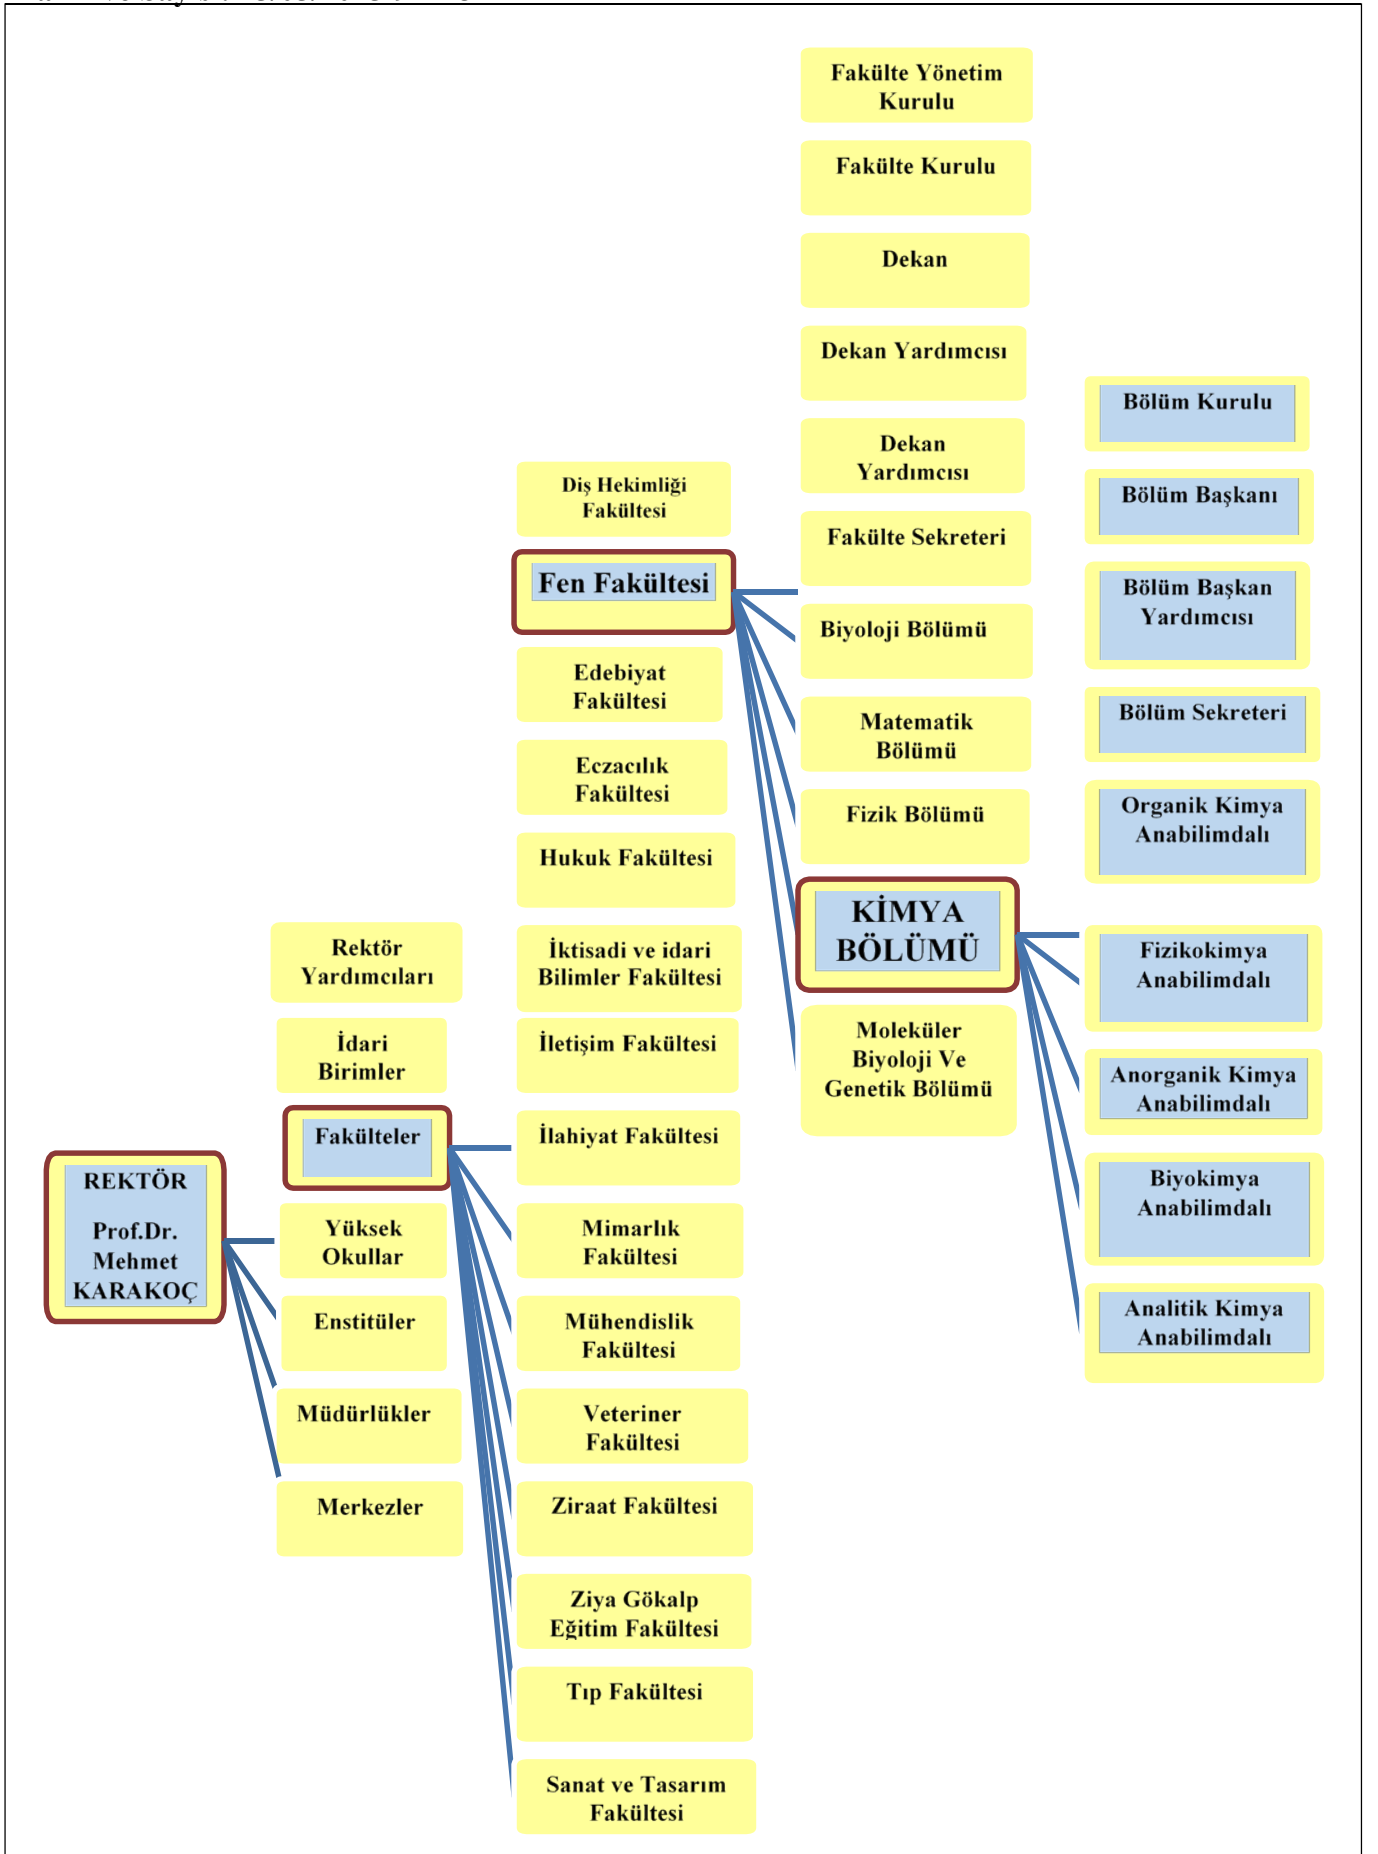 Fakülte Yönetim
Kurulu
Fakülte Kurulu
Dekan
Dekan Yardımcısı
Dekan
Yardımcısı
Fakülte Sekreteri
Biyoloji Bölümü
Matematik
Bölümü
Fizik Bölümü
KİMYA
BÖLÜMÜ
Moleküler
Biyoloji Ve
Genetik Bölümü
Bölüm Kurulu
Bölüm Başkanı
Bölüm Başkan
Yardımcısı
Bölüm Sekreteri
Organik Kimya
Anabilimdalı
Fizikokimya
Anabilimdalı
Anorganik Kimya
Anabilimdalı
Biyokimya
Anabilimdalı
Analitik Kimya
Anabilimdalı
Diş Hekimliği
Fakültesi
Fen Fakültesi
Edebiyat
Fakültesi
Eczacılık
Fakültesi
Hukuk Fakültesi
İktisadi ve idari
Bilimler Fakültesi
İletişim Fakültesi
İlahiyat Fakültesi
Mimarlık
Fakültesi
Mühendislik
Fakültesi
Veteriner
Fakültesi
Ziraat Fakültesi
Ziya Gökalp
Eğitim Fakültesi
Tıp Fakültesi
Sanat ve Tasarım
Fakültesi
Rektör
Yardımcıları
İdari
Birimler
Fakülteler
Yüksek
Okullar
Enstitüler
Müdürlükler
Merkezler
REKTÖR
Prof.Dr.
Mehmet
KARAKOÇ